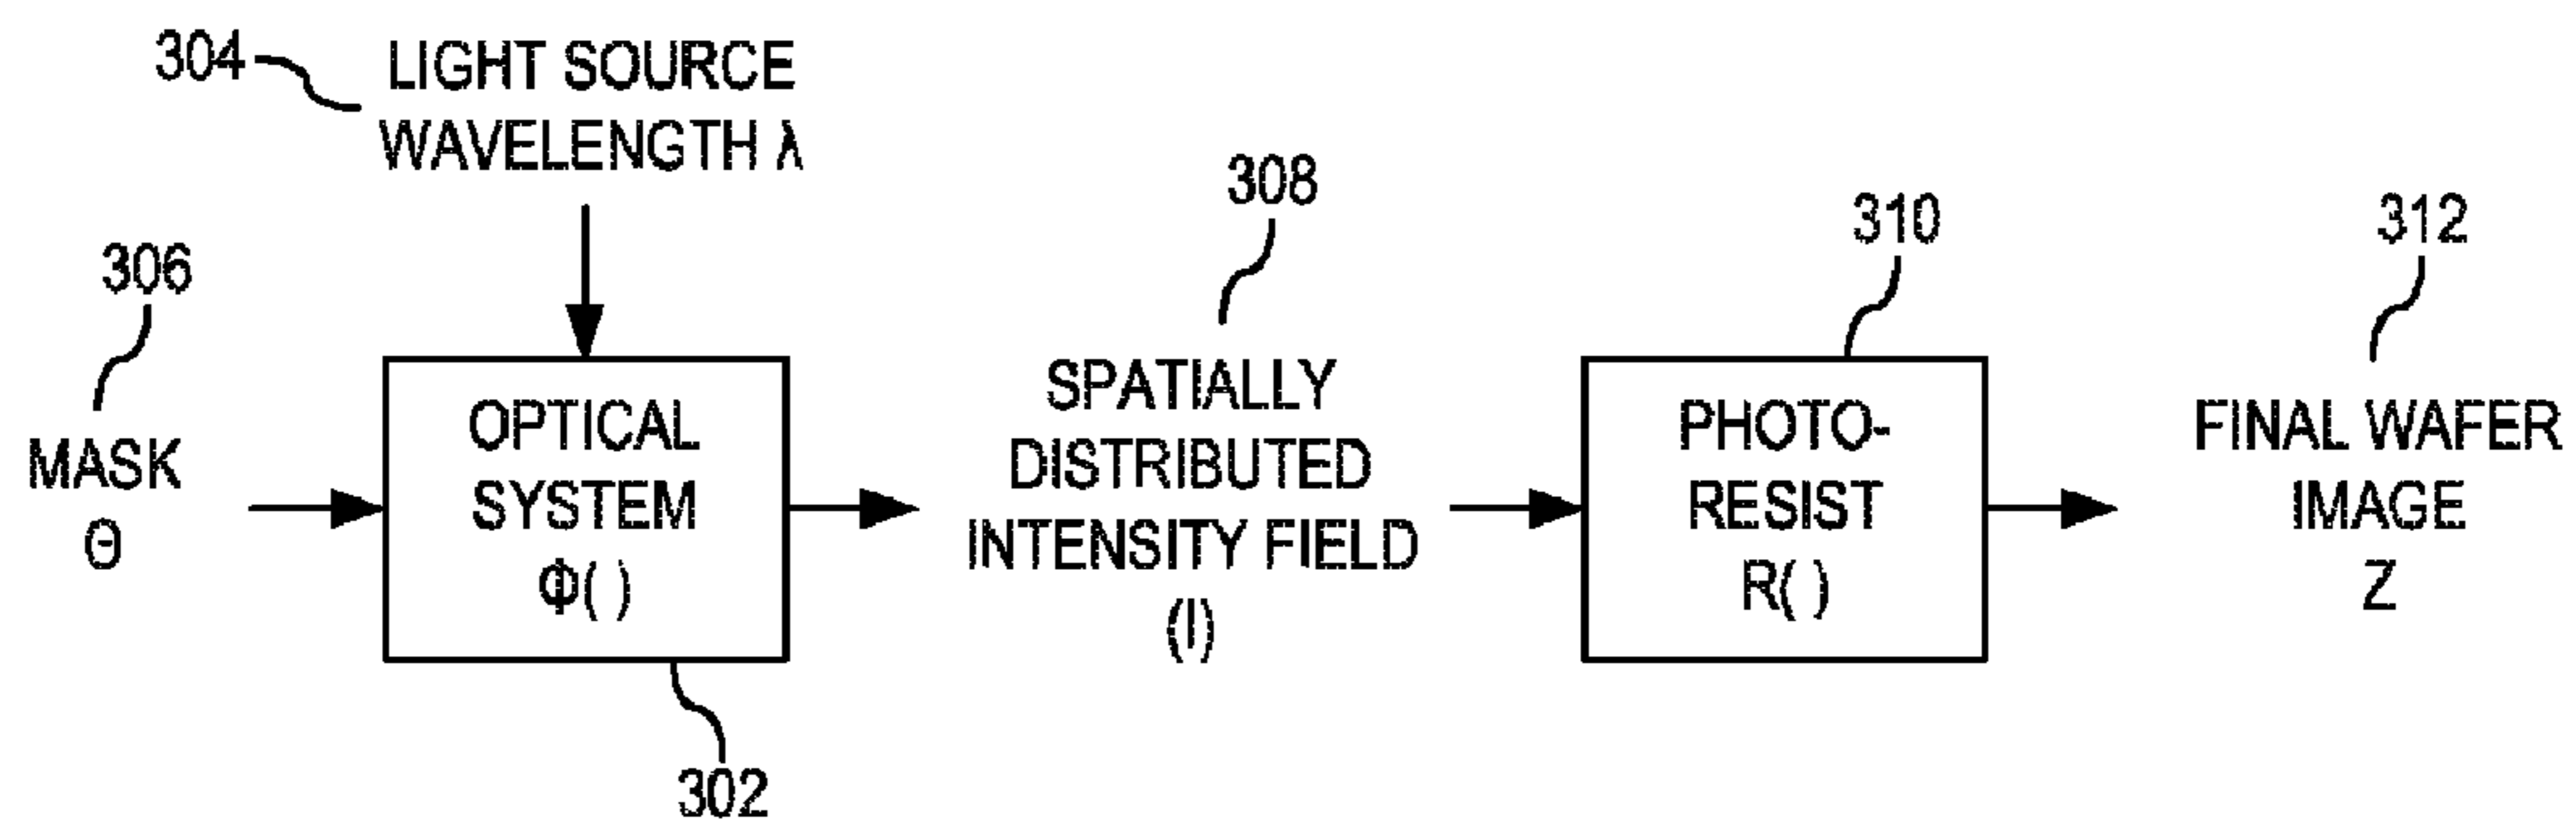 304
LIGHT SOURCE
WAVELENGTH λ
306
MASK
Θ
OPTICAL
SYSTEM
Φ( )
302
308
SPATIALLY
DISTRIBUTED
INTENSITY FIELD
(I)
310
PHOTO-
RESIST
R( )
312
FINAL WAFER
IMAGE
Z